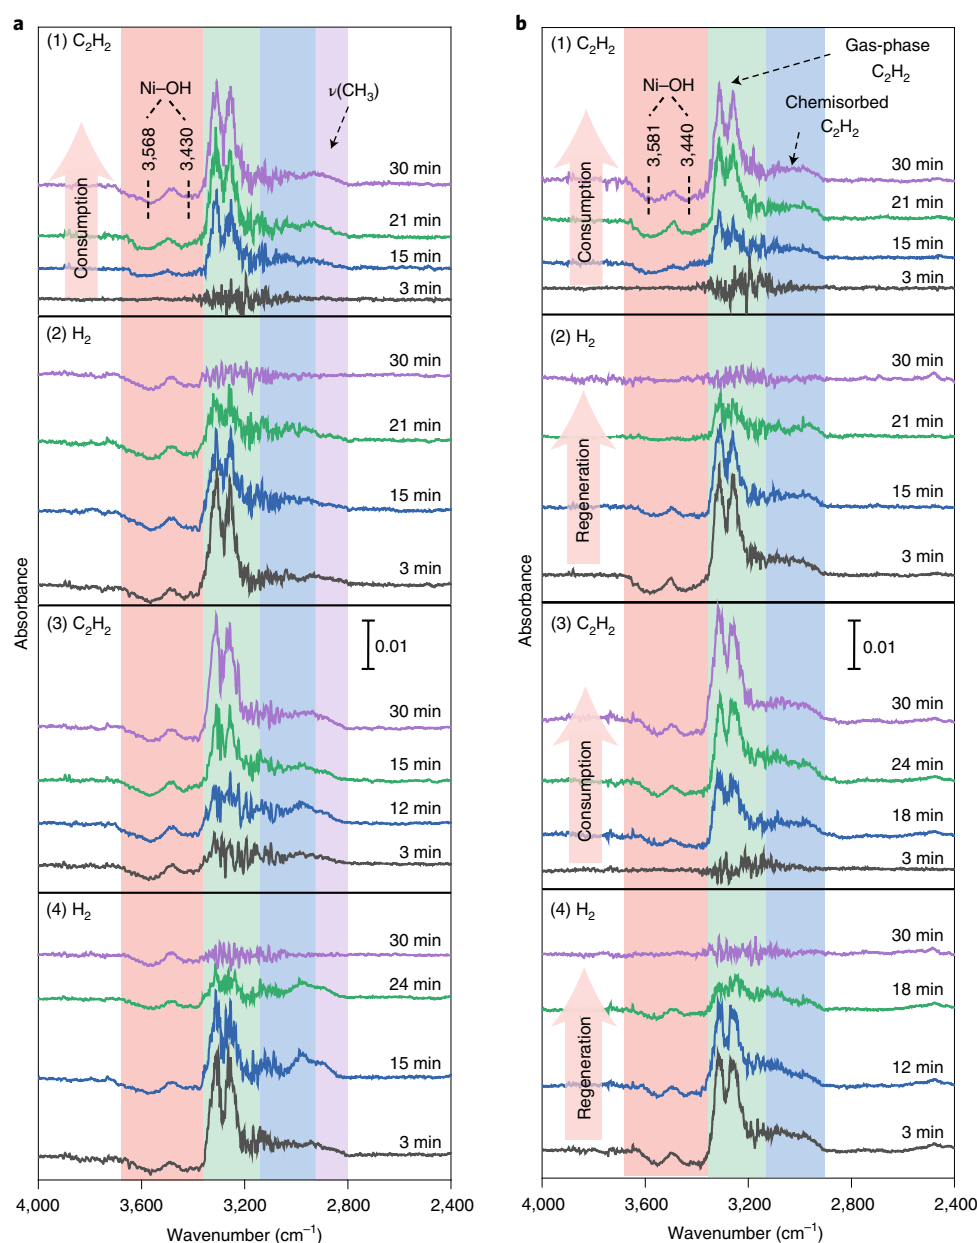 a
(1) C2H2
Ni–OH
3,568
3,430
ν(CH3)
Consumption
30 min
21 min
15 min
3 min
(2) H2
30 min
21 min
15 min
3 min
(3) C2H2
0.01
30 min
15 min
12 min
3 min
(4) H2
30 min
24 min
15 min
3 min
Absorbance
4,000
3,600
3,200
2,800
2,400
Wavenumber (cm−1)
b
(1) C2H2
Gas-phase
C2H2
Chemisorbed
C2H2
Ni–OH
3,581
3,440
Consumption
30 min
21 min
15 min
3 min
(2) H2
Regeneration
30 min
21 min
15 min
3 min
(3) C2H2
0.01
Consumption
30 min
24 min
18 min
3 min
(4) H2
Regeneration
30 min
18 min
12 min
3 min
Absorbance
4,000
3,600
3,200
2,800
2,400
Wavenumber (cm−1)